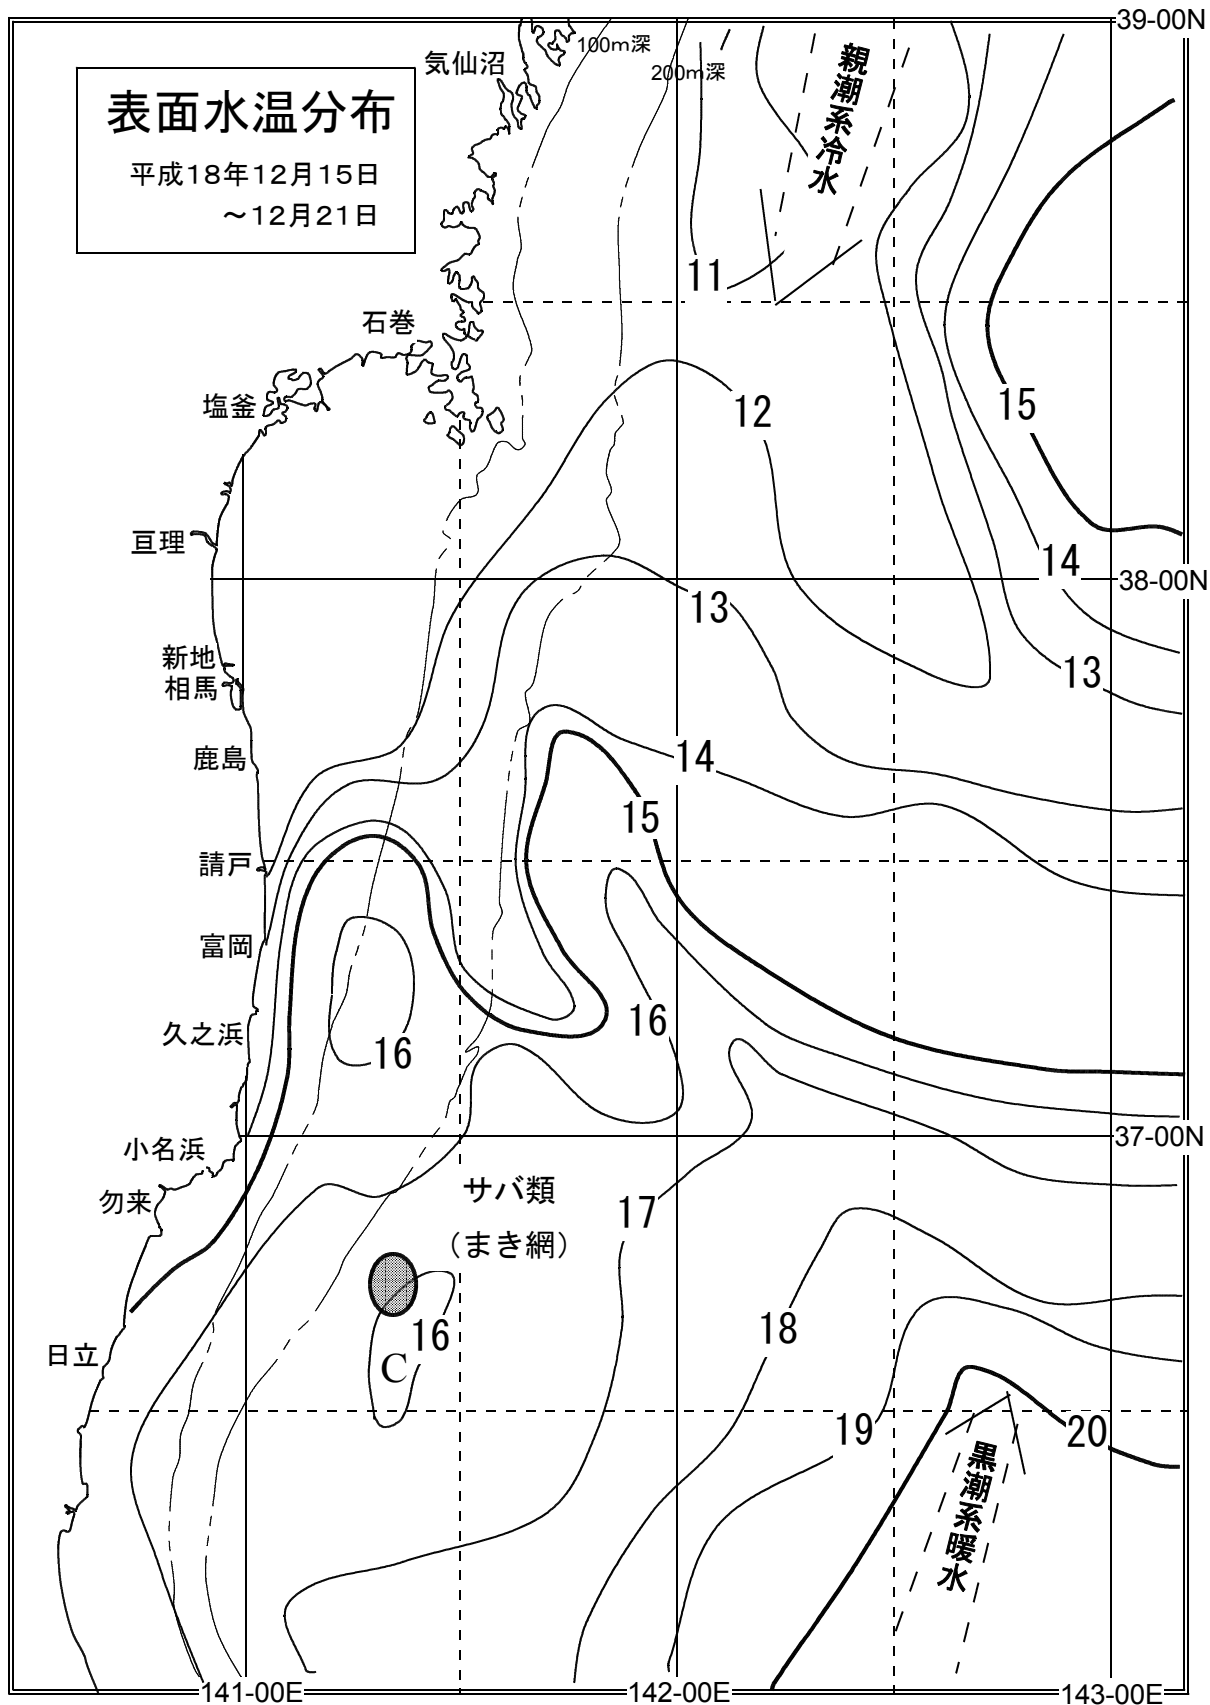 39-00N
100m深
気仙沼
200m深
親潮系冷水
表面水温分布
平成18年12月15日
～12月21日
11
石巻
15
塩釜
12
亘理
14
38-00N
13
新地
13
相馬
鹿島
14
15
請戸
富岡
16
久之浜
16
37-00N
小名浜
サバ類
勿来
17
（まき網）
18
16
日立
C
19
20
黒潮系暖水
141-00E
142-00E
143-00E